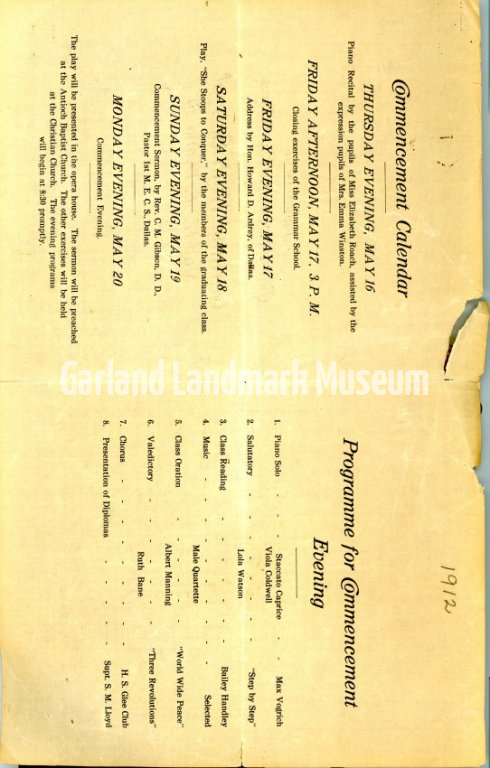 Commencement Calendar
THURSDAY EVENING, MAY 16
Piano Recital by the pupils of Miss Elizabeth Roach, assisted by the
expression pupils of Mrs. Emma Winston.
FRIDAY AFTERNOON, MAY 17, 3 P. M.
Closing exercises of the Grammar School.
FRIDAY EVENING, MAY 17
Address by Hon. Howard D. Andrey, of Dallas.
SATURDAY EVENING, MAY 18
Play, "She Stoops to Conquer," by the members of the graduating class.
SUNDAY EVENING, MAY 19
Commencement Sermon, by Rev. C. M. Gibson, D. D.,
Pastor 1st M. E. C. S., Dallas.
MONDAY EVENING, MAY 20
Commencement Evening.
The play will be presented in the opera house. The sermon will be preached
at the Antioch Baptist Church. The other exercises will be held
at the Christian Church. The evening programs
will begin at 8:30 promptly.
1912
Programme for Commencement
Evening
1. Piano Solo - - Staccato Caprice - - Max Vogrich
Viola Coldwell
2. Salutatory - - - - - - "Step by Step"
Lola Watson
3. Class Reading - - - - - - Bailey Handley
4. Music - - - - - - Selected
Male Quartette
5. Class Oration - - - - - "World Wide Peace"
Albert Manning
6. Valedictory - - - - - "Three Revolutions"
Ruth Bane
7. Chorus - - - - - - H. S. Glee Club
8. Presentation of Diplomas - - - - Supt. S. M. Lloyd
Garland Landmark Museum